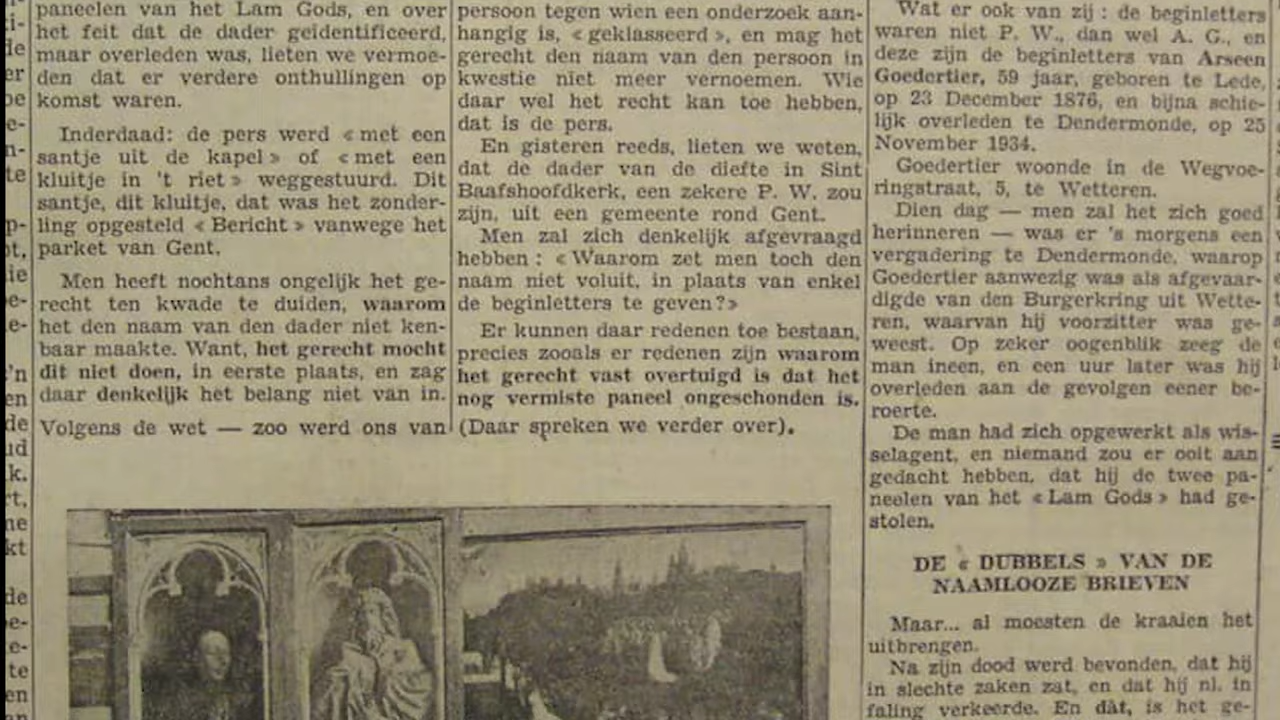 paneelen van het Lam Gods, en over
het feit dat de dader geidentificeerd,
maar overleden was, lieten we vermoe-
den dat er verdere onthullingen op
komst waren.
Inderdaad: de pers werd « met een
santje uit de kapel » of « met een
kluitje in 't riet » weggestuurd. Dit
santje, dit kluitje, dat was het zonder-
ling opgesteld « Bericht » vanwege het
parket van Gent.
Men heeft nochtans ongelijk het ge-
recht ten kwade te duiden, waarom
het den naam van den dader niet ken-
baar maakte. Want, het gerecht mocht
dit niet doen, in eerste plaats, en zag
daar denkelijk het belang niet van in.
Volgens de wet — zoo werd ons van
persoon tegen wien een onderzoek aan-
hangig is, « geklasseerd », en mag het
gerecht den naam van den persoon in
kwestie niet meer vernoemen. Wie
daar wel het recht kan toe hebben,
dat is de pers.
En gisteren reeds, lieten we weten,
dat de dader van de diefte in Sint
Baafshoofdkerk, een zekere P. W. zou
zijn, uit een gemeente rond Gent.
Men zal zich denkelijk afgevraagd
hebben : « Waarom zet men toch den
naam niet voluit, in plaats van enkel
de beginletters te geven? »
Er kunnen daar redenen toe bestaan,
precies zooals er redenen zijn waarom
het gerecht vast overtuigd is dat het
nog vermiste paneel ongeschonden is.
(Daar spreken we verder over).
Wat er ook van zij : de beginletters
waren niet P. W., dan wel A. G., en
deze zijn de beginletters van Arseen
Goedertier, 59 jaar, geboren te Lede,
op 23 December 1876, en bijna schie-
lijk overleden te Dendermonde, op 25
November 1934.
Goedertier woonde in de Wegvoe-
ringstraat, 5, te Wetteren.
Dien dag — men zal het zich goed
herinneren — was er 's morgens een
vergadering te Dendermonde, waarop
Goedertier aanwezig was als afgevaar-
digde van den Burgerkring uit Wette-
ren, waarvan hij voorzitter was ge-
weest. Op zeker oogenblik zeeg de
man ineen, en een uur later was hij
overleden aan de gevolgen eener be-
roerte.
De man had zich opgewerkt als wis-
selagent, en niemand zou er ooit aan
gedacht hebben, dat hij de twee pa-
neelen van het « Lam Gods » had ge-
stolen.
DE « DUBBELS » VAN DE
NAAMLOOZE BRIEVEN
Maar... al moesten de kraaien het
uitbrengen.
Na zijn dood werd bevonden, dat hij
in slechte zaken zat, en dat hij nl. in
faling verkeerde. En dàt, is het ge-